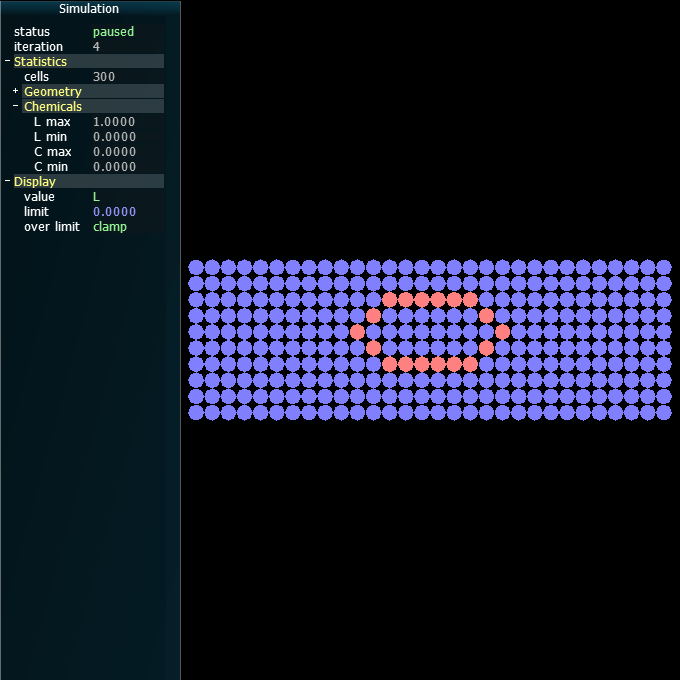 Simulation
status paused
iteration 4
- Statistics
cells 300
+ Geometry
- Chemicals
L max 1.0000
L min 0.0000
C max 0.0000
C min 0.0000
- Display
value L
limit 0.0000
over limit clamp